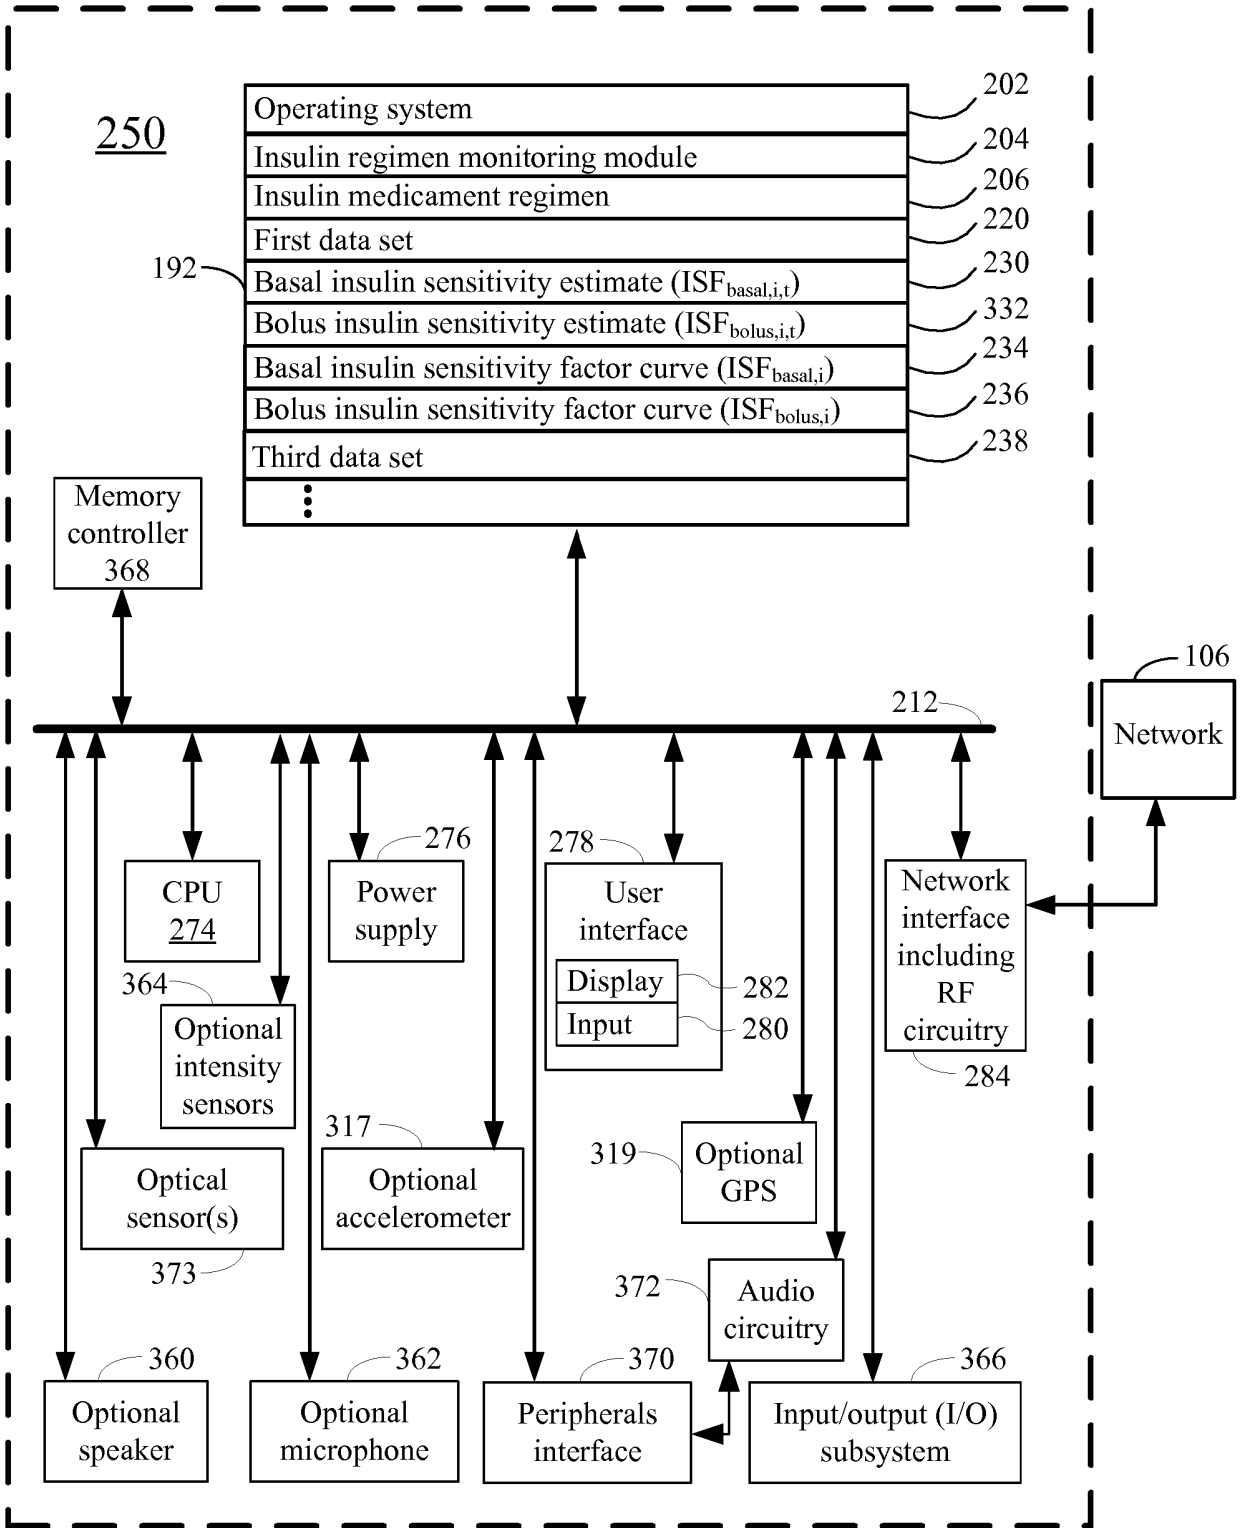 250
Operating system
202
Insulin regimen monitoring module
204
Insulin medicament regimen
206
First data set
220
192
Basal insulin sensitivity estimate (ISFbasal,i,t)
230
Bolus insulin sensitivity estimate (ISFbolus,i,t)
332
Basal insulin sensitivity factor curve (ISFbasal,i)
234
Bolus insulin sensitivity factor curve (ISFbolus,i)
236
Third data set
238
Memory
controller
368
106
Network
212
CPU
274
276
Power
supply
278
User
interface
Display
282
Input
280
Network
interface
including
RF
circuitry
284
364
Optional
intensity
sensors
317
Optional
accelerometer
319
Optional
GPS
Optical
sensor(s)
373
372
Audio
circuitry
360
Optional
speaker
362
Optional
microphone
370
Peripherals
interface
366
Input/output (I/O)
subsystem